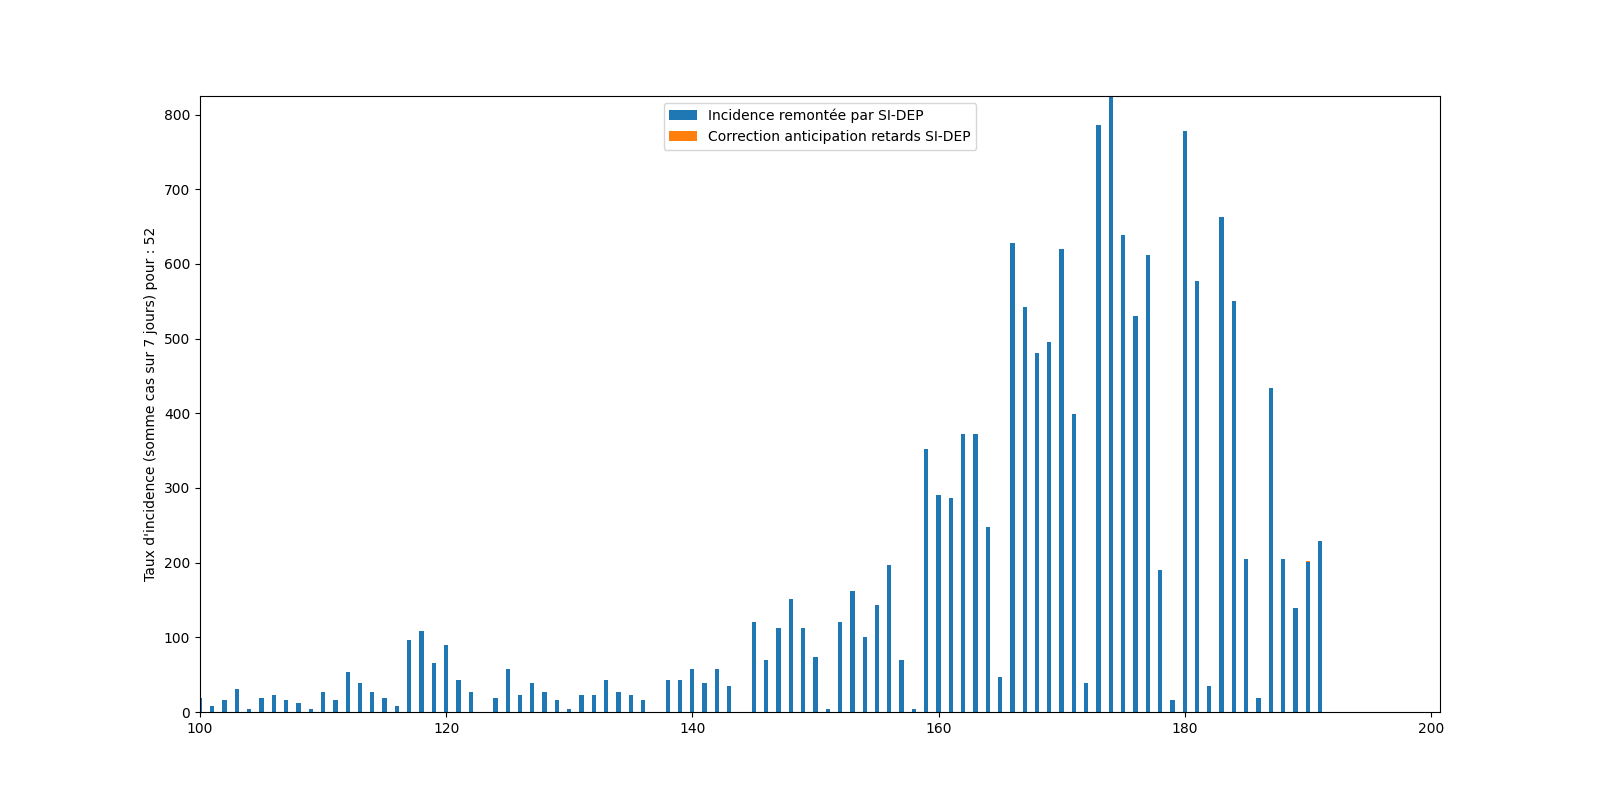 Incidence remontée par SI-DEP
Correction anticipation retards SI-DEP
Taux d'incidence (somme cas sur 7 jours) pour : 52
800
700
600
500
400
300
200
100
0
100 120 140 160 180 200